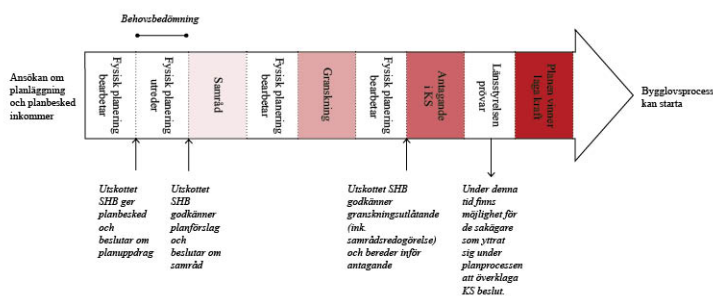 Behovsbedömning
Ansökan om
planläggning
och planbesked
inkommer
Fysisk planering
bearbetar
Fysisk planering
utreder
Samråd
Fysisk planering
bearbetar
Granskning
Fysisk planering
bearbetar
Antagande
i KS
Länsstyrelsen
prövar
Planen vinner
laga kraft
Bygglovsprocess
kan starta
Utskottet
SHB ger
planbesked
och
beslutar om
planuppdrag
Utskottet
SHB
godkänner
planförslag
och
beslutar om
samråd
Utskottet SHB
godkänner
granskningsutlåtande
(ink.
samrådsredogörelse)
och bereder inför
antagande
Under denna
tid finns
möjlighet för
de sakägare
som yttrat
sig under
planprocessen
att överklaga
KS beslut.